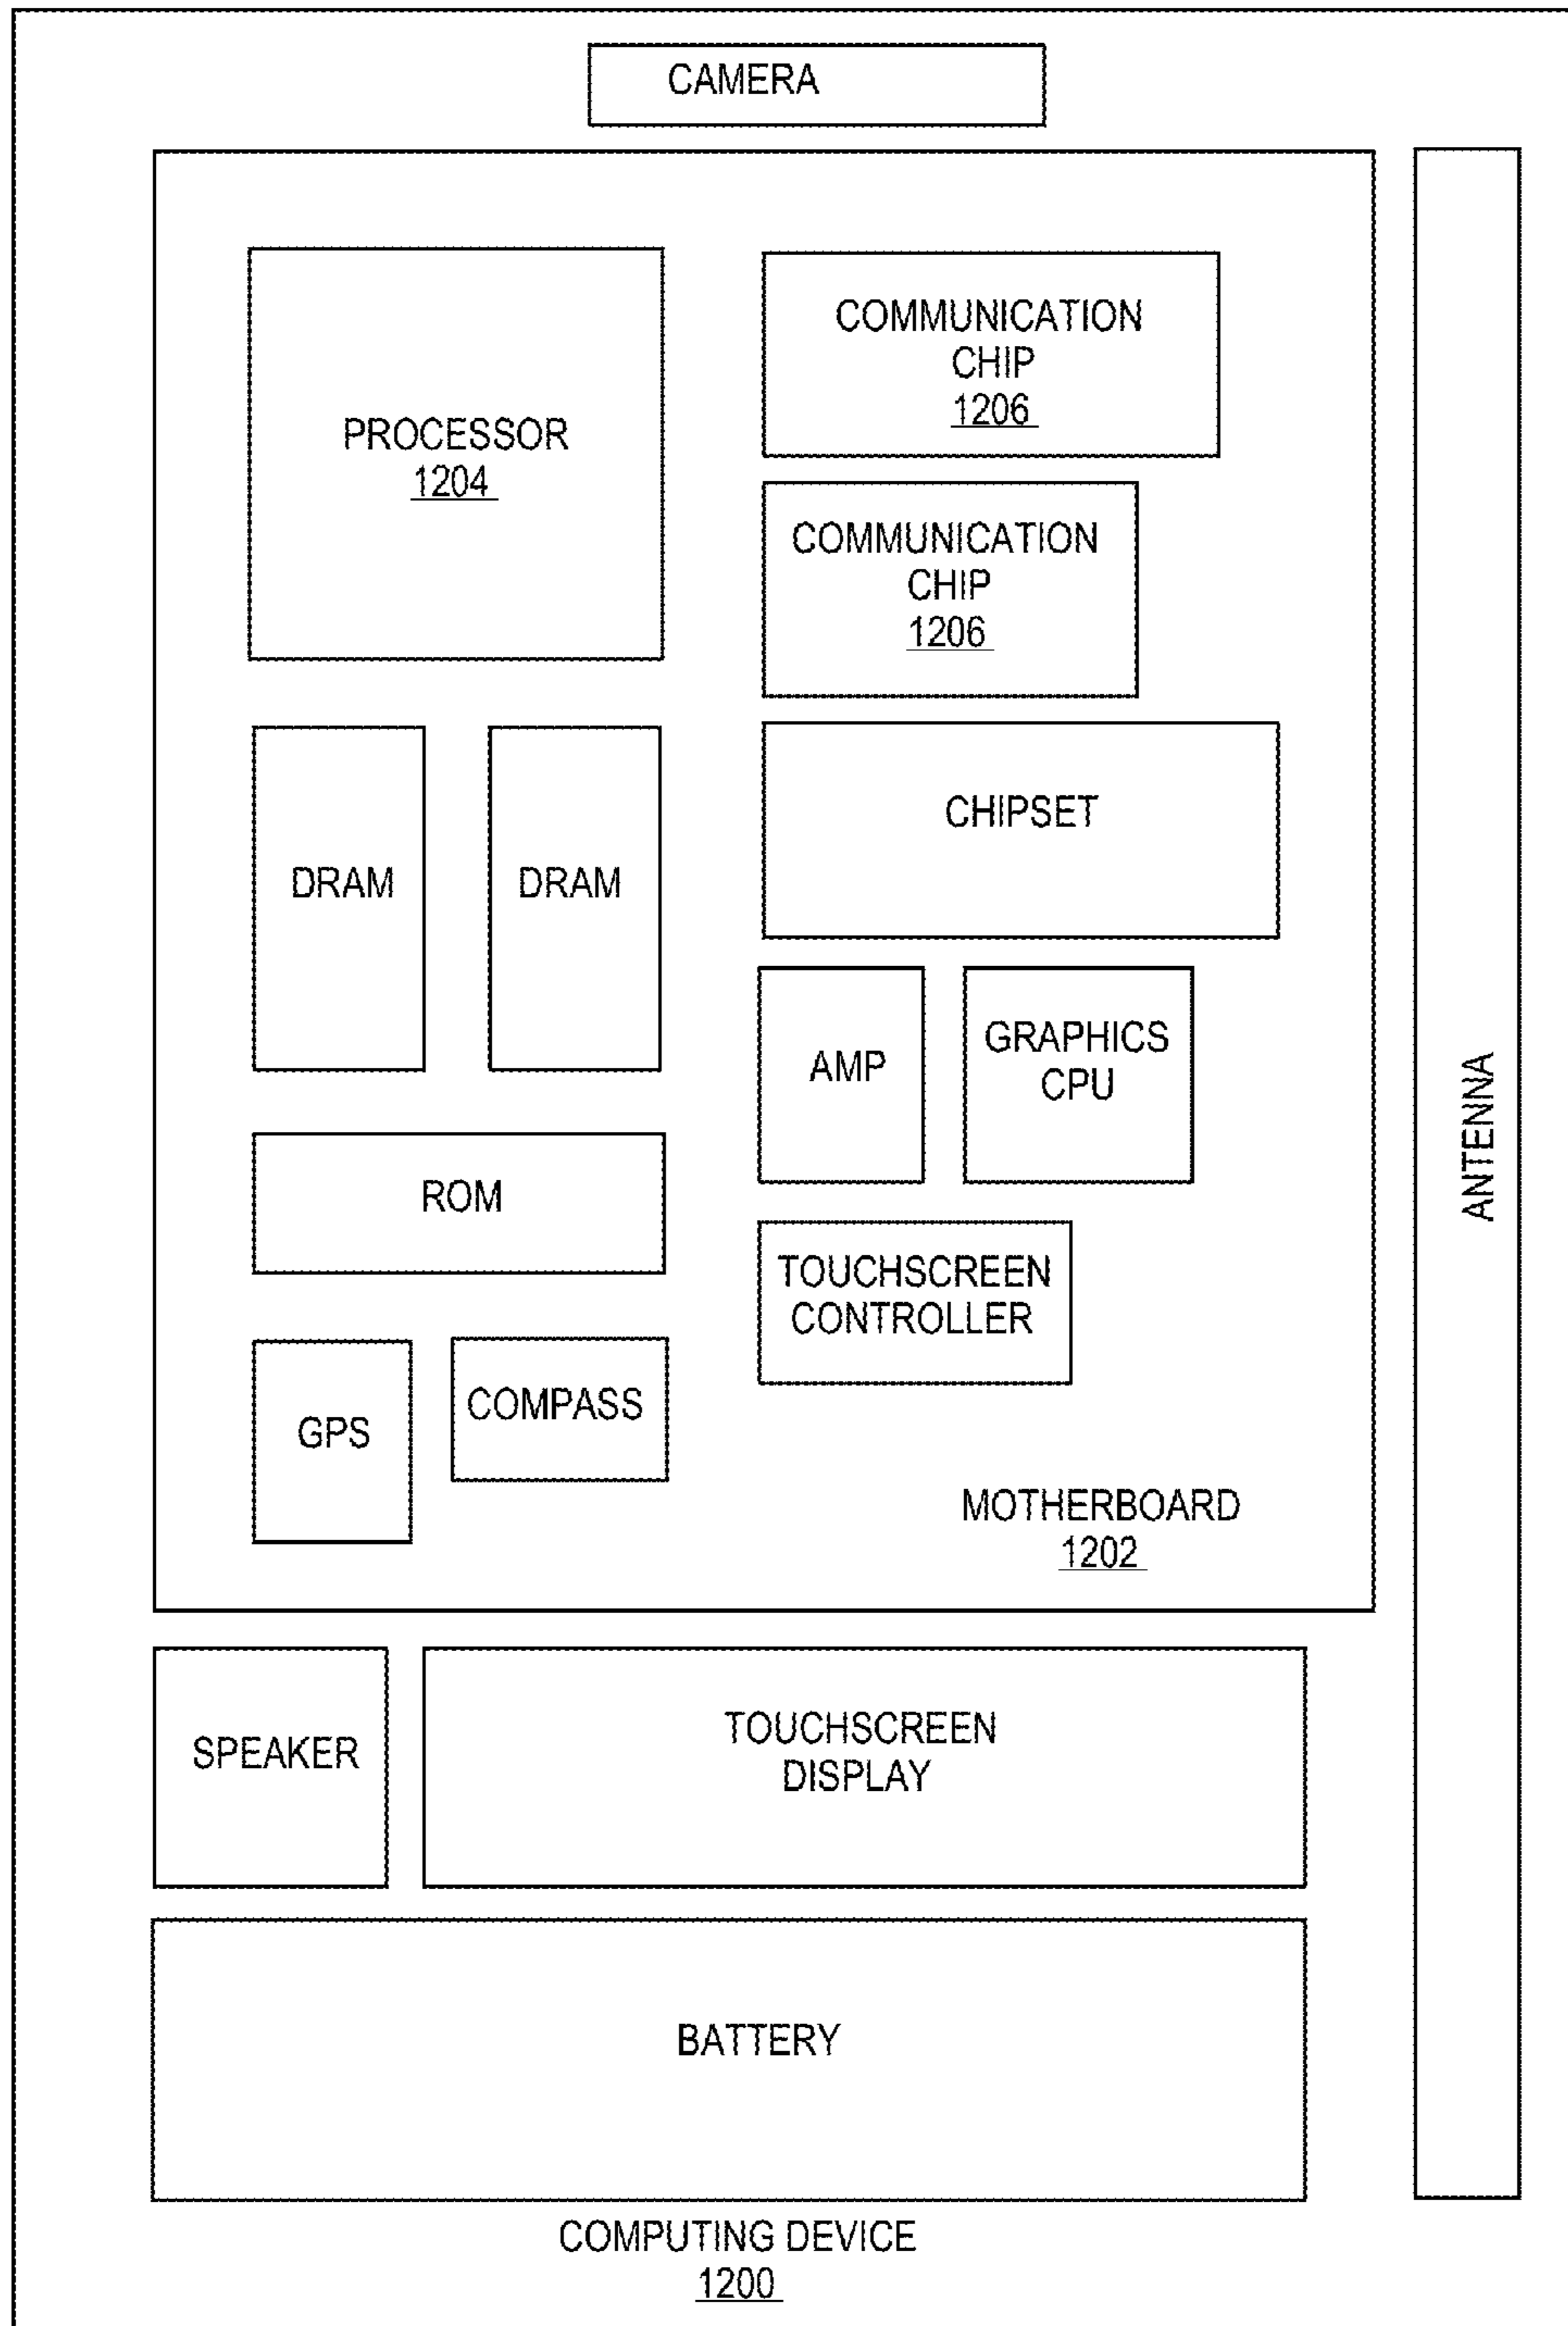 CAMERA
PROCESSOR
1204
COMMUNICATION
CHIP
1206
COMMUNICATION
CHIP
1206
DRAM
DRAM
CHIPSET
AMP
GRAPHICS
CPU
ROM
TOUCHSCREEN
CONTROLLER
GPS
COMPASS
MOTHERBOARD
1202
ANTENNA
SPEAKER
TOUCHSCREEN
DISPLAY
BATTERY
COMPUTING DEVICE
1200